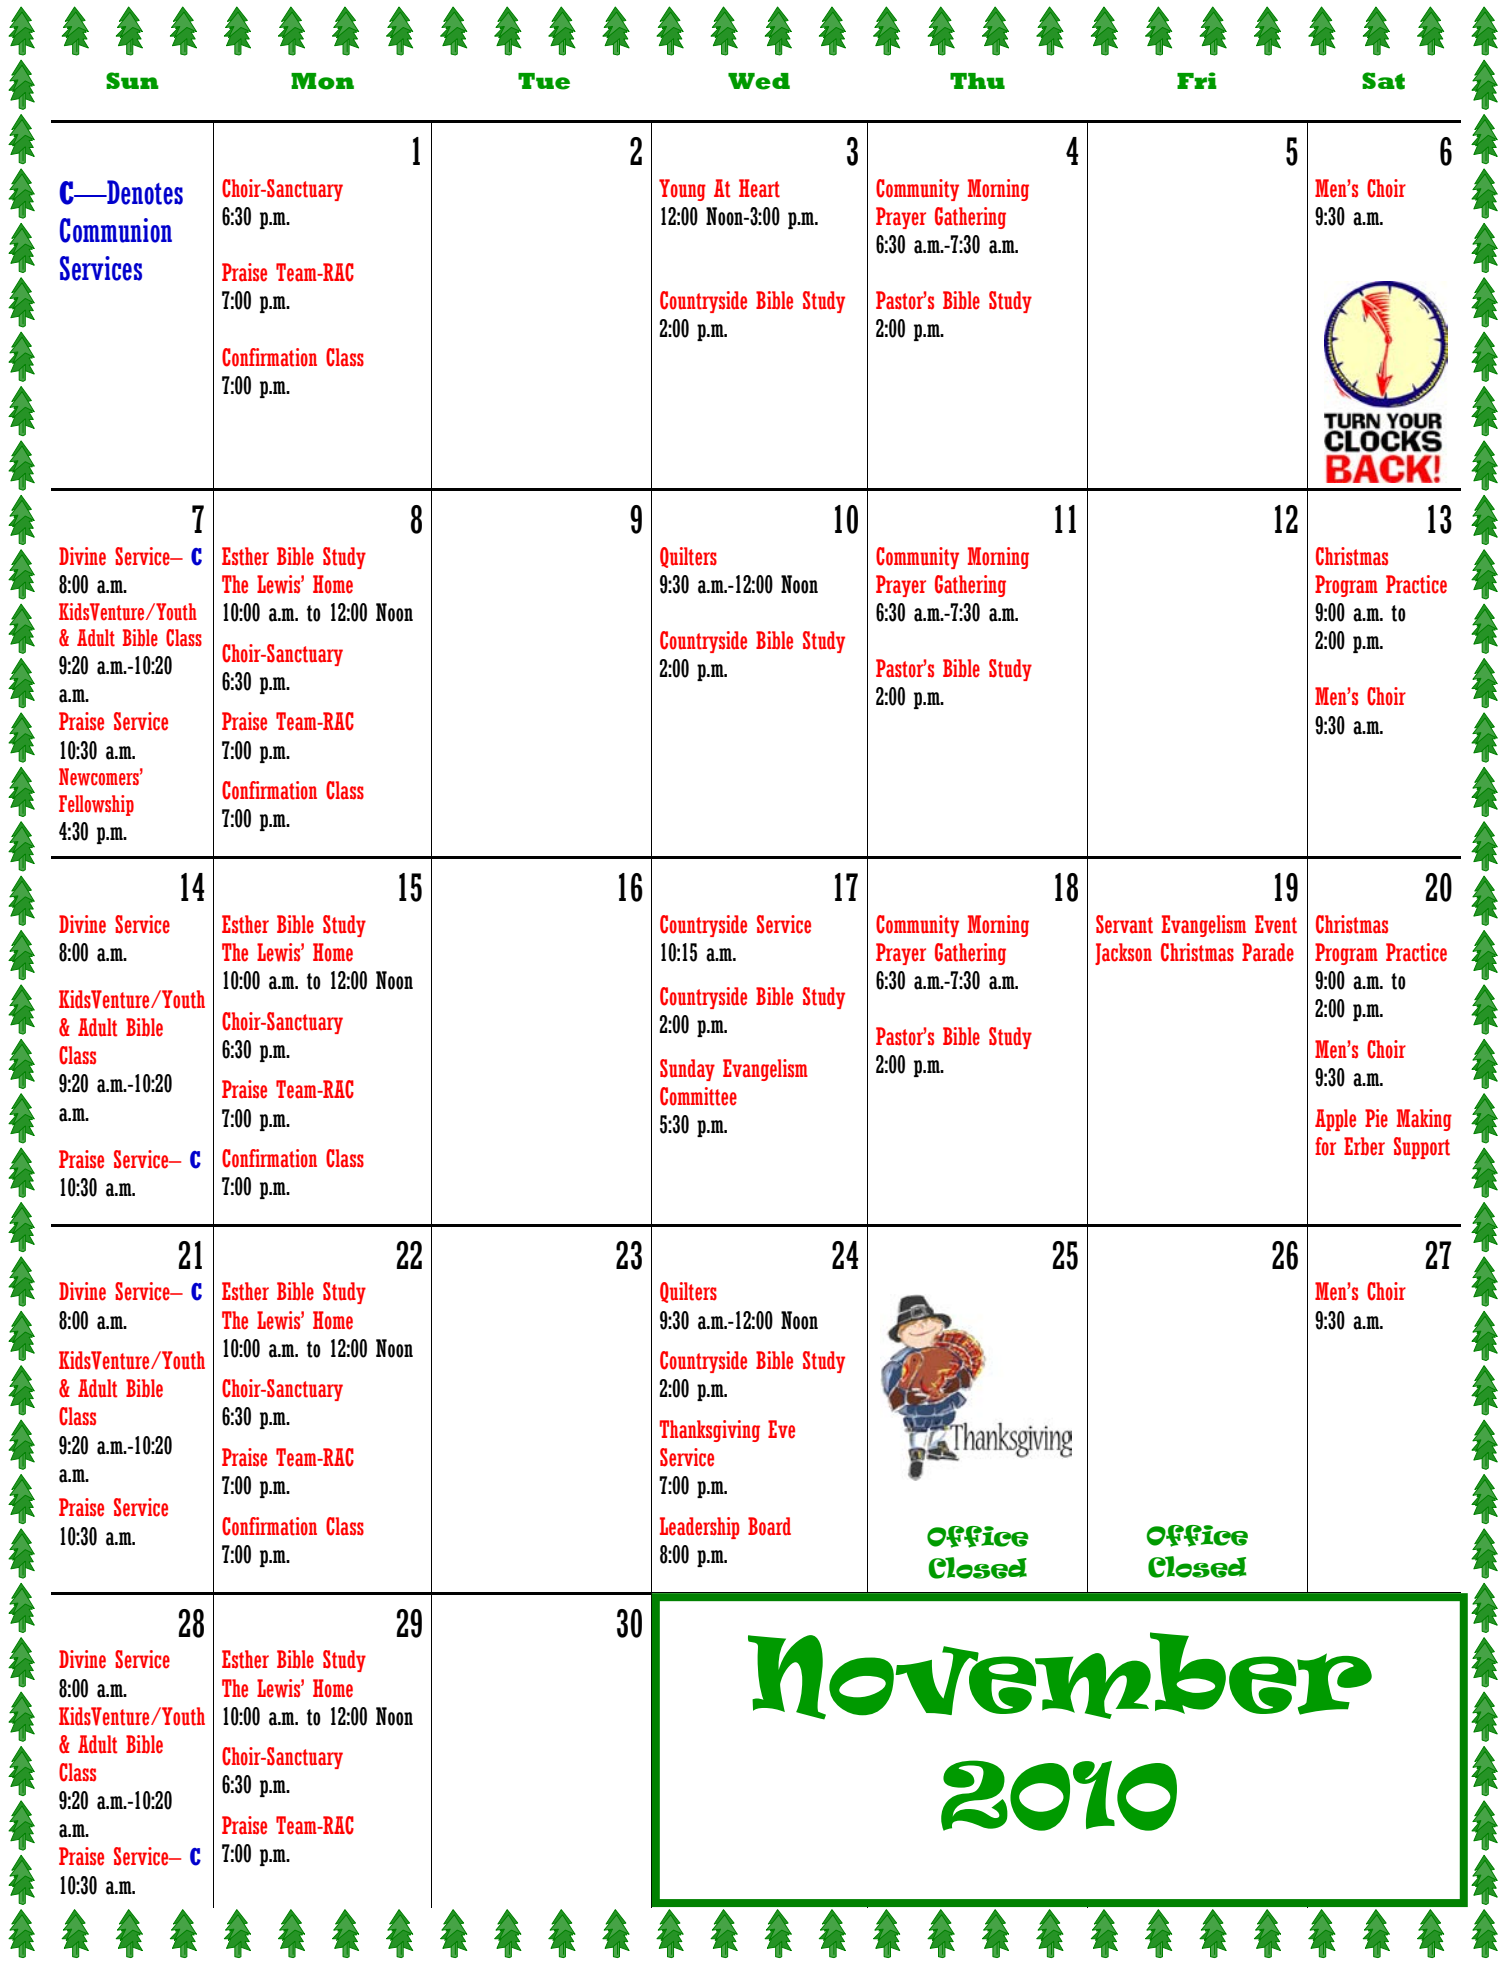 Sun Mon Tue Wed Thu Fri Sat
C—Denotes
Communion
Services
1
Choir-Sanctuary
6:30 p.m.
Praise Team-RAC
7:00 p.m.
Confirmation Class
7:00 p.m.
2
3
Young At Heart
12:00 Noon-3:00 p.m.
Countryside Bible Study
2:00 p.m.
4
Community Morning
Prayer Gathering
6:30 a.m.-7:30 a.m.
Pastor's Bible Study
2:00 p.m.
5
6
Men's Choir
9:30 a.m.
TURN YOUR
CLOCKS
BACK!
7
Divine Service– C
8:00 a.m.
KidsVenture/Youth
& Adult Bible Class
9:20 a.m.-10:20
a.m.
Praise Service
10:30 a.m.
Newcomers'
Fellowship
4:30 p.m.
8
Esther Bible Study
The Lewis' Home
10:00 a.m. to 12:00 Noon
Choir-Sanctuary
6:30 p.m.
Praise Team-RAC
7:00 p.m.
Confirmation Class
7:00 p.m.
9
10
Quilters
9:30 a.m.-12:00 Noon
Countryside Bible Study
2:00 p.m.
11
Community Morning
Prayer Gathering
6:30 a.m.-7:30 a.m.
Pastor's Bible Study
2:00 p.m.
12
13
Christmas
Program Practice
9:00 a.m. to
2:00 p.m.
Men's Choir
9:30 a.m.
14
Divine Service
8:00 a.m.
KidsVenture/Youth
& Adult Bible
Class
9:20 a.m.-10:20
a.m.
Praise Service– C
10:30 a.m.
15
Esther Bible Study
The Lewis' Home
10:00 a.m. to 12:00 Noon
Choir-Sanctuary
6:30 p.m.
Praise Team-RAC
7:00 p.m.
Confirmation Class
7:00 p.m.
16
17
Countryside Service
10:15 a.m.
Countryside Bible Study
2:00 p.m.
Sunday Evangelism
Committee
5:30 p.m.
18
Community Morning
Prayer Gathering
6:30 a.m.-7:30 a.m.
Pastor's Bible Study
2:00 p.m.
19
Servant Evangelism Event
Jackson Christmas Parade
20
Christmas
Program Practice
9:00 a.m. to
2:00 p.m.
Men's Choir
9:30 a.m.
Apple Pie Making
for Erber Support
21
Divine Service– C
8:00 a.m.
KidsVenture/Youth
& Adult Bible
Class
9:20 a.m.-10:20
a.m.
Praise Service
10:30 a.m.
22
Esther Bible Study
The Lewis' Home
10:00 a.m. to 12:00 Noon
Choir-Sanctuary
6:30 p.m.
Praise Team-RAC
7:00 p.m.
Confirmation Class
7:00 p.m.
23
24
Quilters
9:30 a.m.-12:00 Noon
Countryside Bible Study
2:00 p.m.
Thanksgiving Eve
Service
7:00 p.m.
Leadership Board
8:00 p.m.
25
Thanksgiving
Office
Closed
26
Office
Closed
27
Men's Choir
9:30 a.m.
28
Divine Service
8:00 a.m.
KidsVenture/Youth
& Adult Bible
Class
9:20 a.m.-10:20
a.m.
Praise Service– C
10:30 a.m.
29
Esther Bible Study
The Lewis' Home
10:00 a.m. to 12:00 Noon
Choir-Sanctuary
6:30 p.m.
Praise Team-RAC
7:00 p.m.
30
November
2010